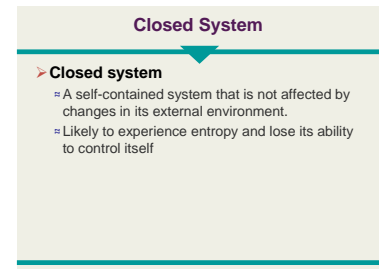 Closed System
➢Closed system
≈A self-contained system that is not affected by
changes in its external environment.
≈Likely to experience entropy and lose its ability
to control itself